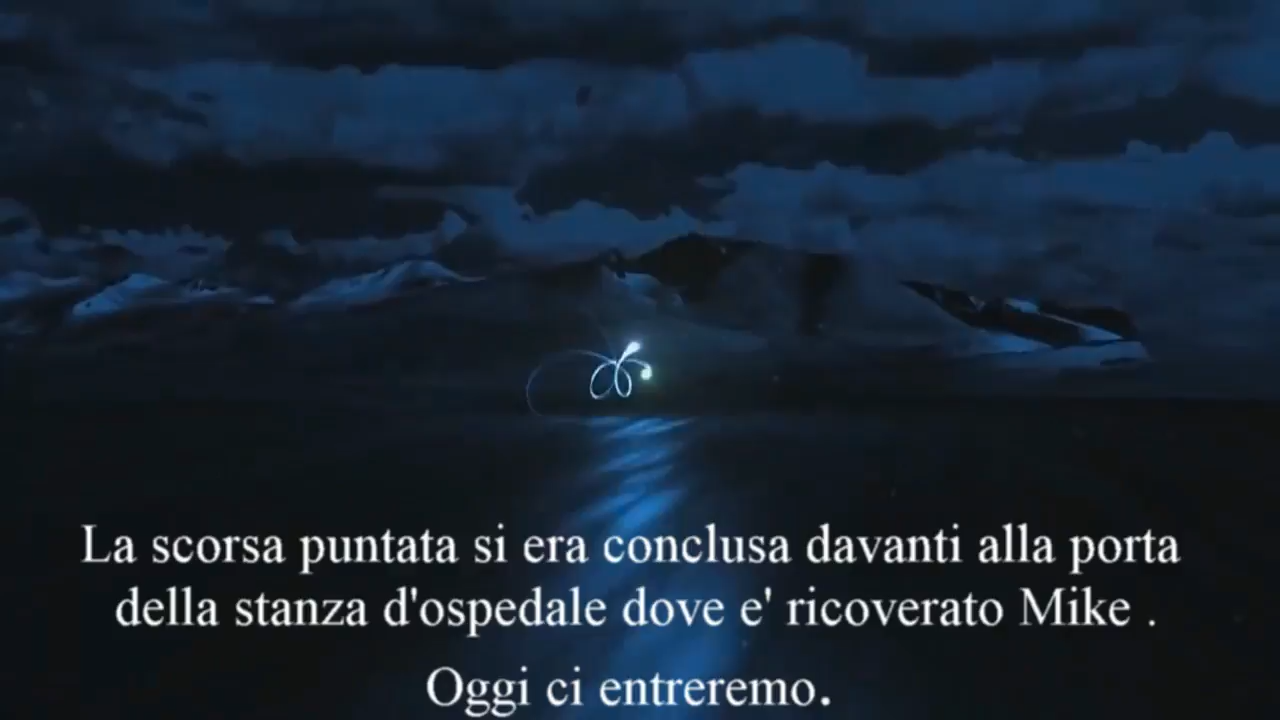 La scorsa puntata si era conclusa davanti alla porta
della stanza d'ospedale dove e' ricoverato Mike .
Oggi ci entreremo.